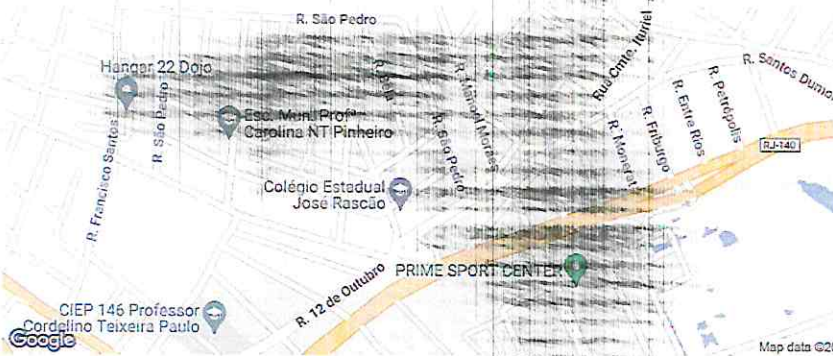 R. São Pedro
Hangar 22 Dojo
R. São Pedro
R. Francisco Santos
Esc. Mun. Profª
Carolina NT Pinheiro
R. Manoel Moraes
R. São Pedro
Rua Cmte. Ituriel
R. Santos Dumo
R. Petrópolis
R. Entre Rios
R. Friburgo
R. Monerat
RJ-140
Colégio Estadual
José Rascão
R. 12 de Outubro
PRIME SPORT CENTER
CIEP 146 Professor
Cordelino Teixeira Paulo
Google
Map data ©20